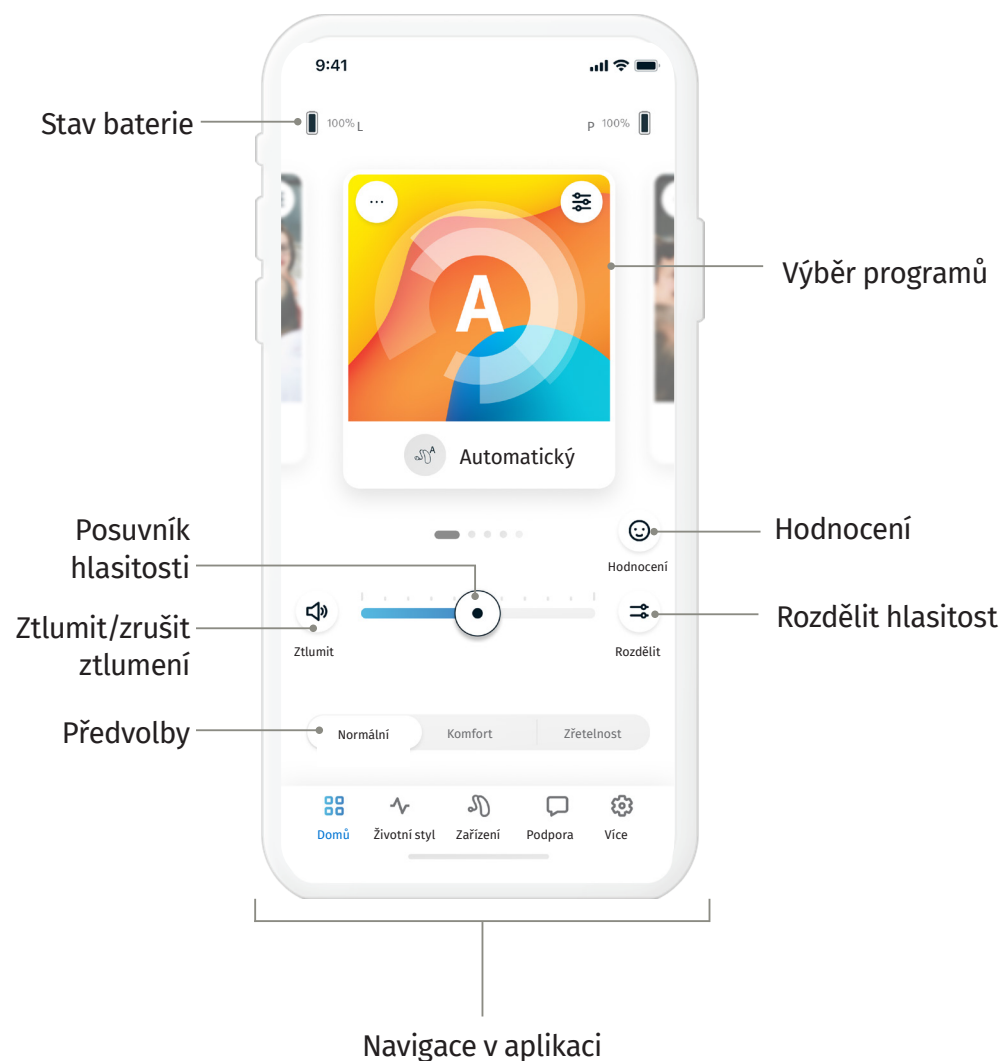 9:41
Stav baterie
100% L
P 100%
...
A
Výběr programů
A
Automatický
Posuvník
hlasitosti
Hodnocení
Hodnocení
Ztlumit/zrušit
ztlumení
Ztlumit
Rozdělit
Rozdělit hlasitost
Předvolby
Normální
Komfort
Zřetelnost
Domů
Životní styl
Zařízení
Podpora
Více
Navigace v aplikaci